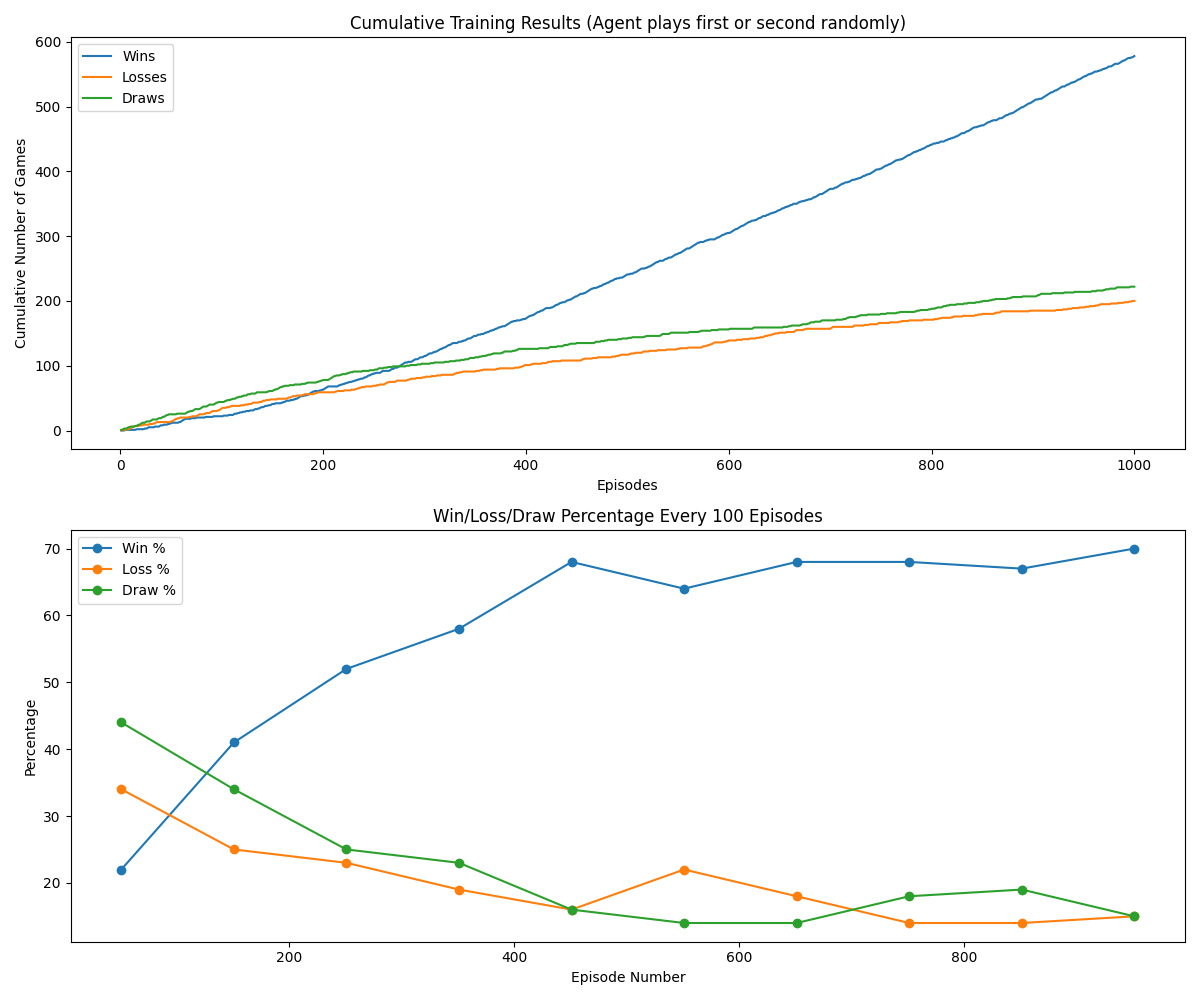 Cumulative Training Results (Agent plays first or second randomly)
600
500
400
300
200
100
0
Cumulative Number of Games
Wins
Losses
Draws
0 200 400 600 800 1000
Episodes
Win/Loss/Draw Percentage Every 100 Episodes
70
60
50
40
30
20
Percentage
Win %
Loss %
Draw %
200 400 600 800
Episode Number